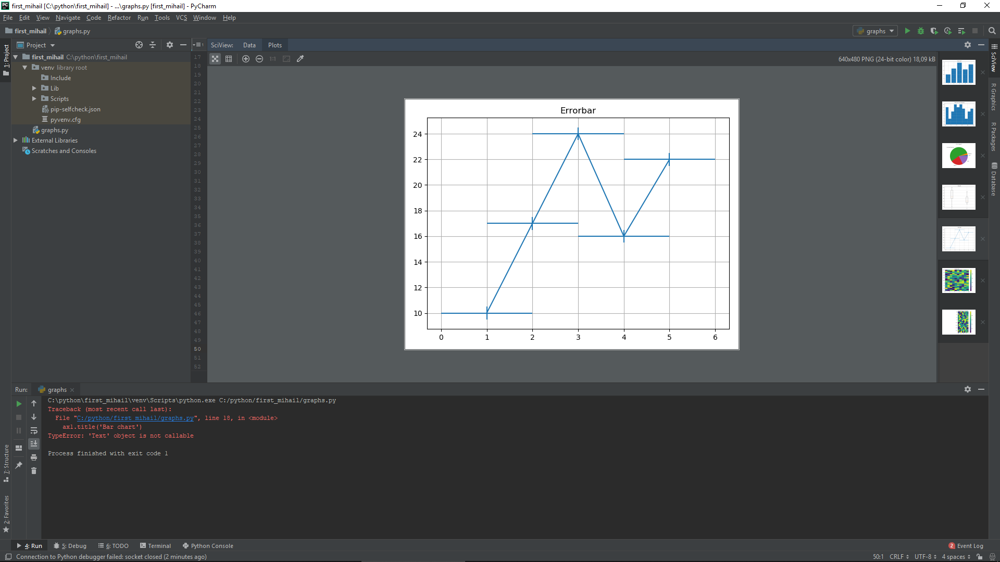 first_mihail [C:\python\first_mihail] - ...\graphs.py [first_mihail] - PyCharm
File Edit View Navigate Code Refactor Run Tools VCS Window Help
first_mihail graphs.py graphs
Project SciView: Data Plots
1: Project
first_mihail C:\python\first_mihail
venv library root
Include
Lib
Scripts
pip-selfcheck.json
pyvenv.cfg
graphs.py
External Libraries
Scratches and Consoles
17
18
19
20
21
22
23
24
25
26
27
28
29
30
31
32
33
34
35
36
37
38
39
40
41
42
43
44
45
46
47
48
49
50
51
52
1:1
640x480 PNG (24-bit color) 18,09 kB
Errorbar
24
22
20
18
16
14
12
10
0 1 2 3 4 5 6
SciView
R Graphics
R Packages
Database
Run: graphs
C:\python\first_mihail\venv\Scripts\python.exe C:/python/first_mihail/graphs.py
Traceback (most recent call last):
File "C:/python/first_mihail/graphs.py", line 18, in <module>
ax1.title('Bar chart')
TypeError: 'Text' object is not callable
Process finished with exit code 1
7: Structure
2: Favorites
4: Run 5: Debug 6: TODO Terminal Python Console 2 Event Log
Connection to Python debugger failed: socket closed (2 minutes ago) 50:1 CRLF UTF-8 4 spaces